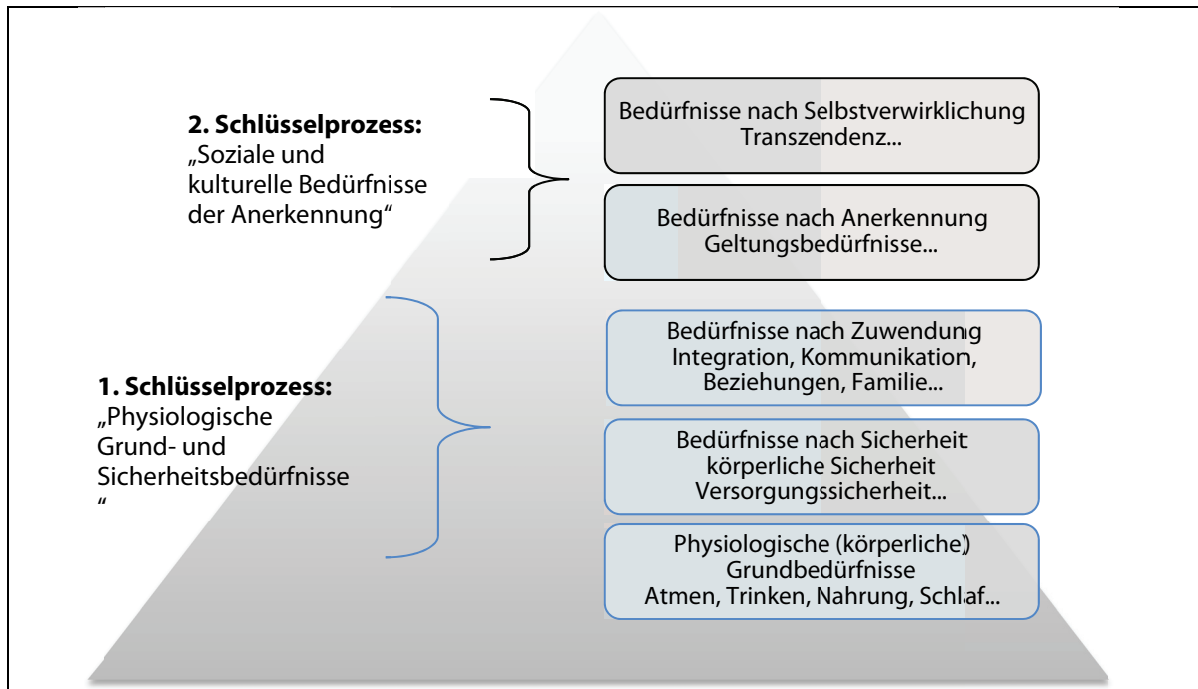 2. Schlüsselprozess:
„Soziale und
kulturelle Bedürfnisse
der Anerkennung“
Bedürfnisse nach Selbstverwirklichung
Transzendenz...
Bedürfnisse nach Anerkennung
Geltungsbedürfnisse...
1. Schlüsselprozess:
„Physiologische
Grund- und
Sicherheitsbedürfnisse
“
Bedürfnisse nach Zuwendung
Integration, Kommunikation,
Beziehungen, Familie...
Bedürfnisse nach Sicherheit
körperliche Sicherheit
Versorgungssicherheit...
Physiologische (körperliche)
Grundbedürfnisse
Atmen, Trinken, Nahrung, Schlaf...